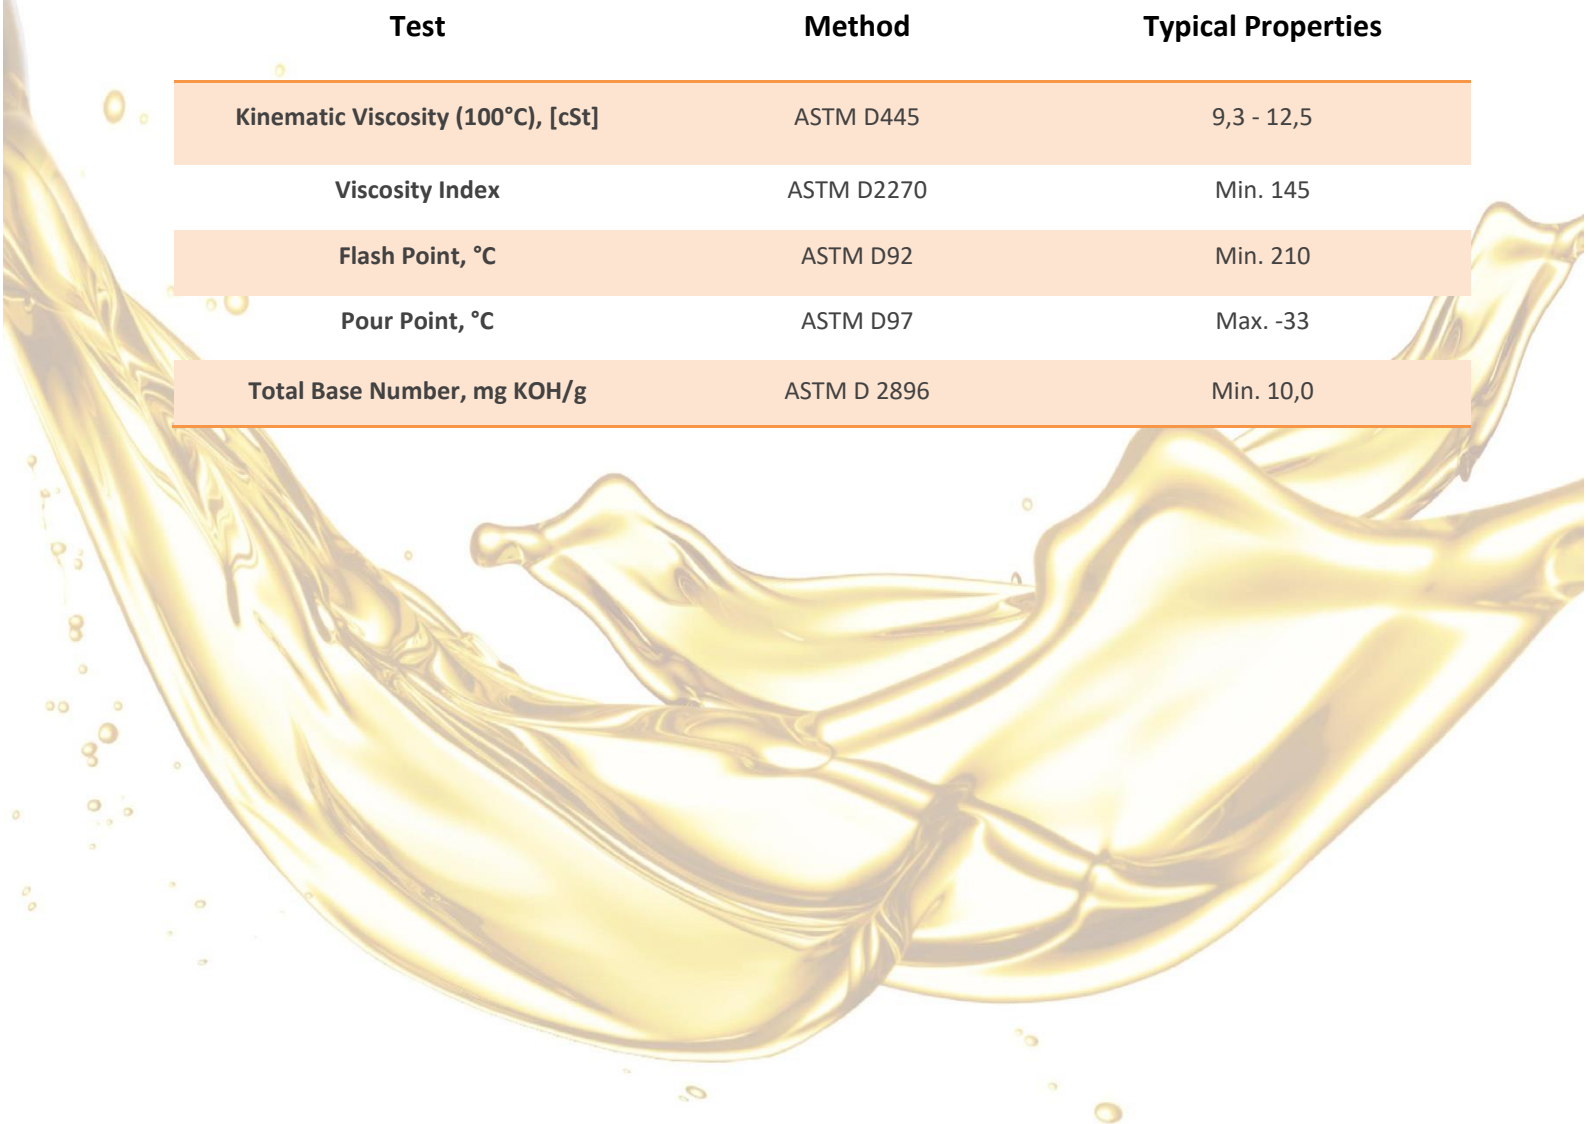 Test Method Typical Properties
Kinematic Viscosity (100°C), [cSt] ASTM D445 9,3 - 12,5
Viscosity Index ASTM D2270 Min. 145
Flash Point, °C ASTM D92 Min. 210
Pour Point, °C ASTM D97 Max. -33
Total Base Number, mg KOH/g ASTM D 2896 Min. 10,0